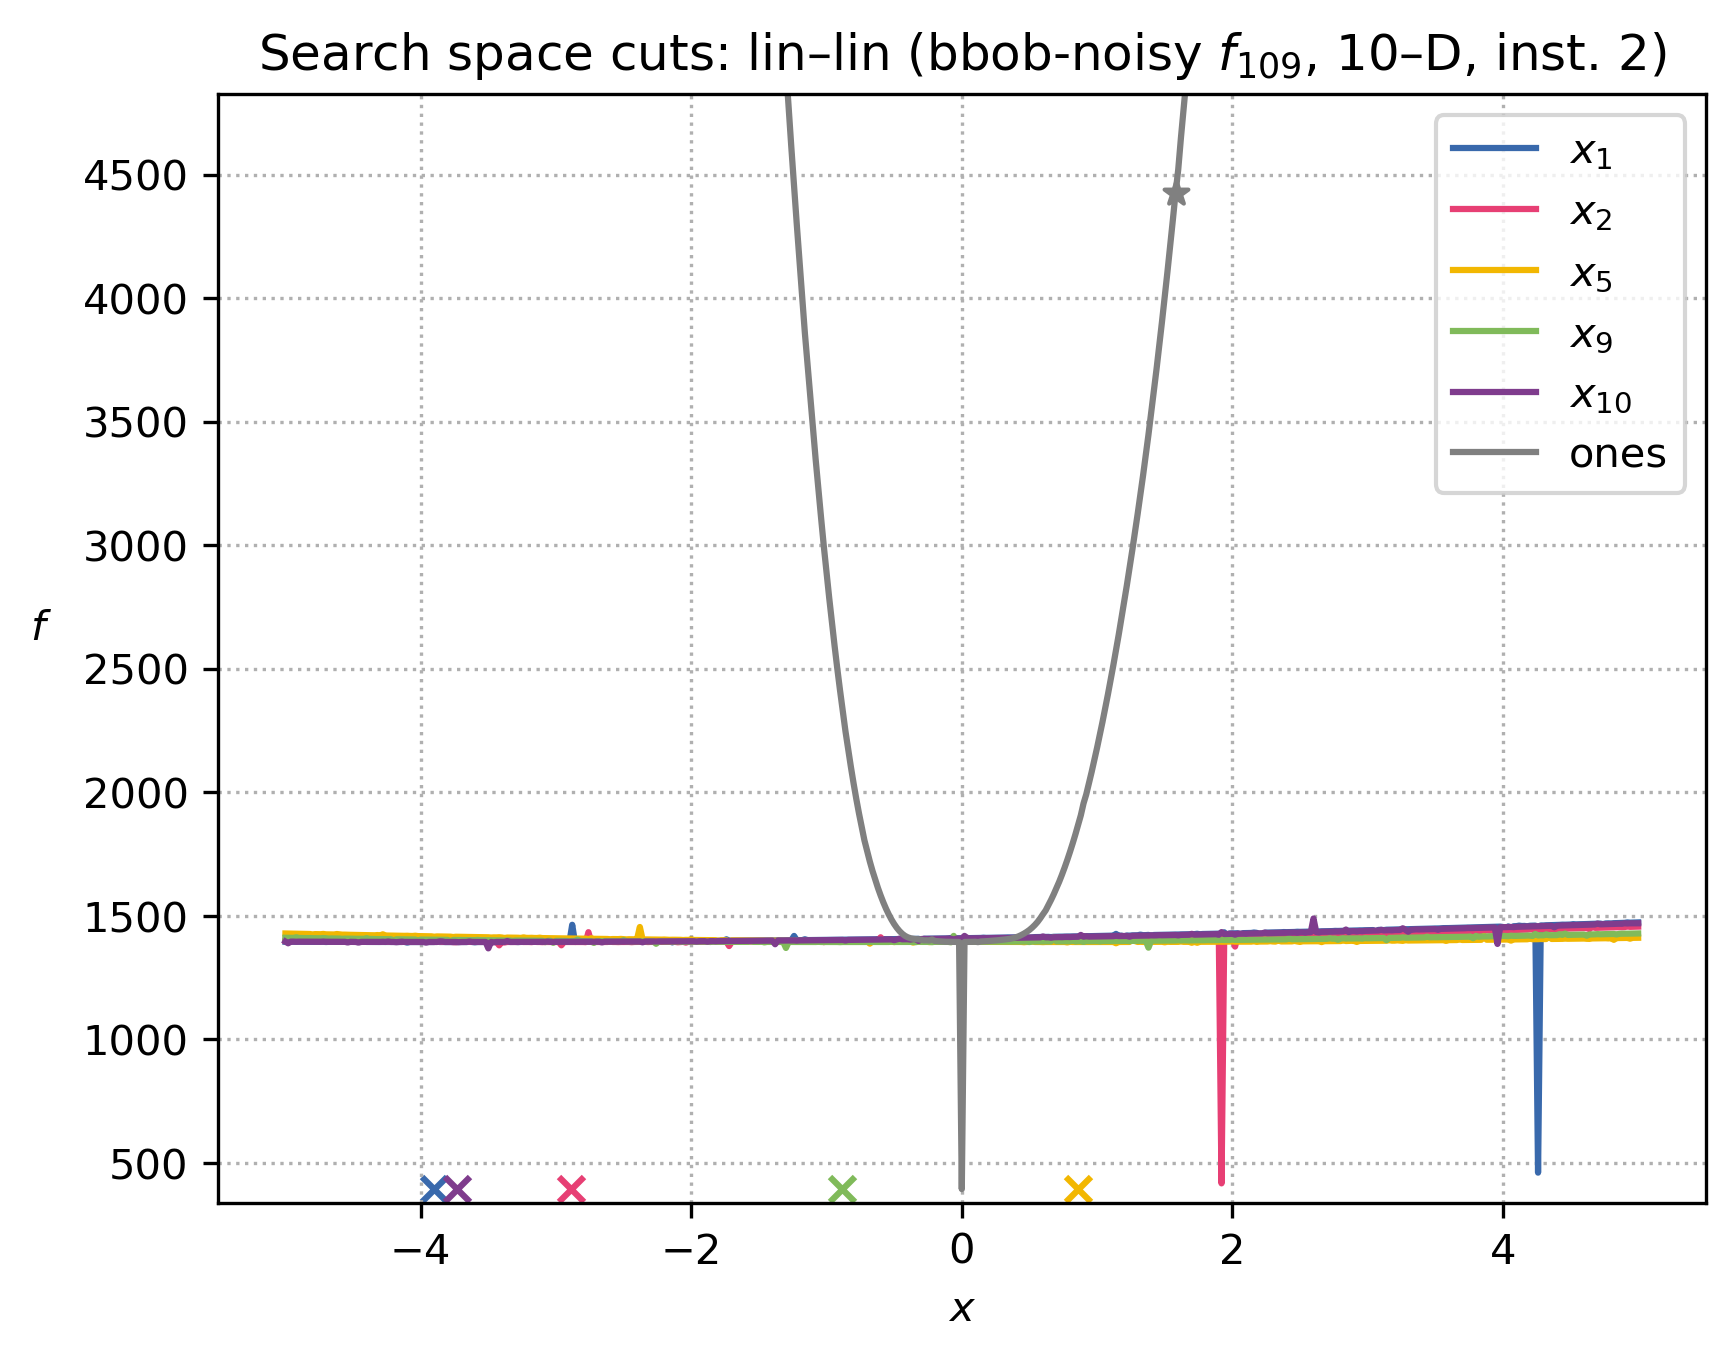 Search space cuts: lin–lin (bbob-noisy f₁₀₉, 10–D, inst. 2)
x₁
x₂
x₅
x₉
x₁₀
ones
4500
4000
3500
3000
2500
2000
1500
1000
500
f
−4 −2 0 2 4
x